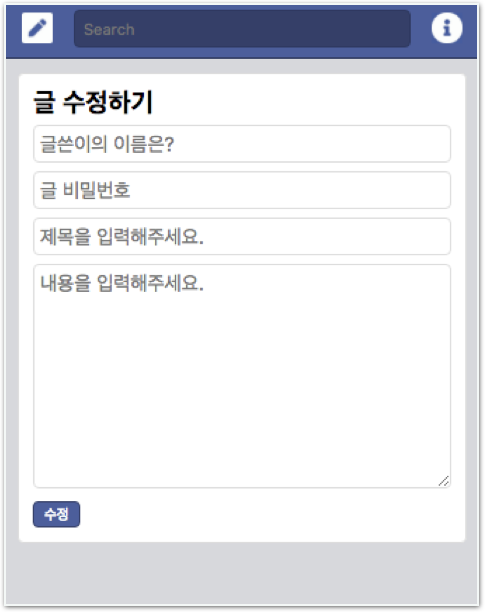 Search
글 수정하기
글쓴이의 이름은?
글 비밀번호
제목을 입력해주세요.
내용을 입력해주세요.
수정